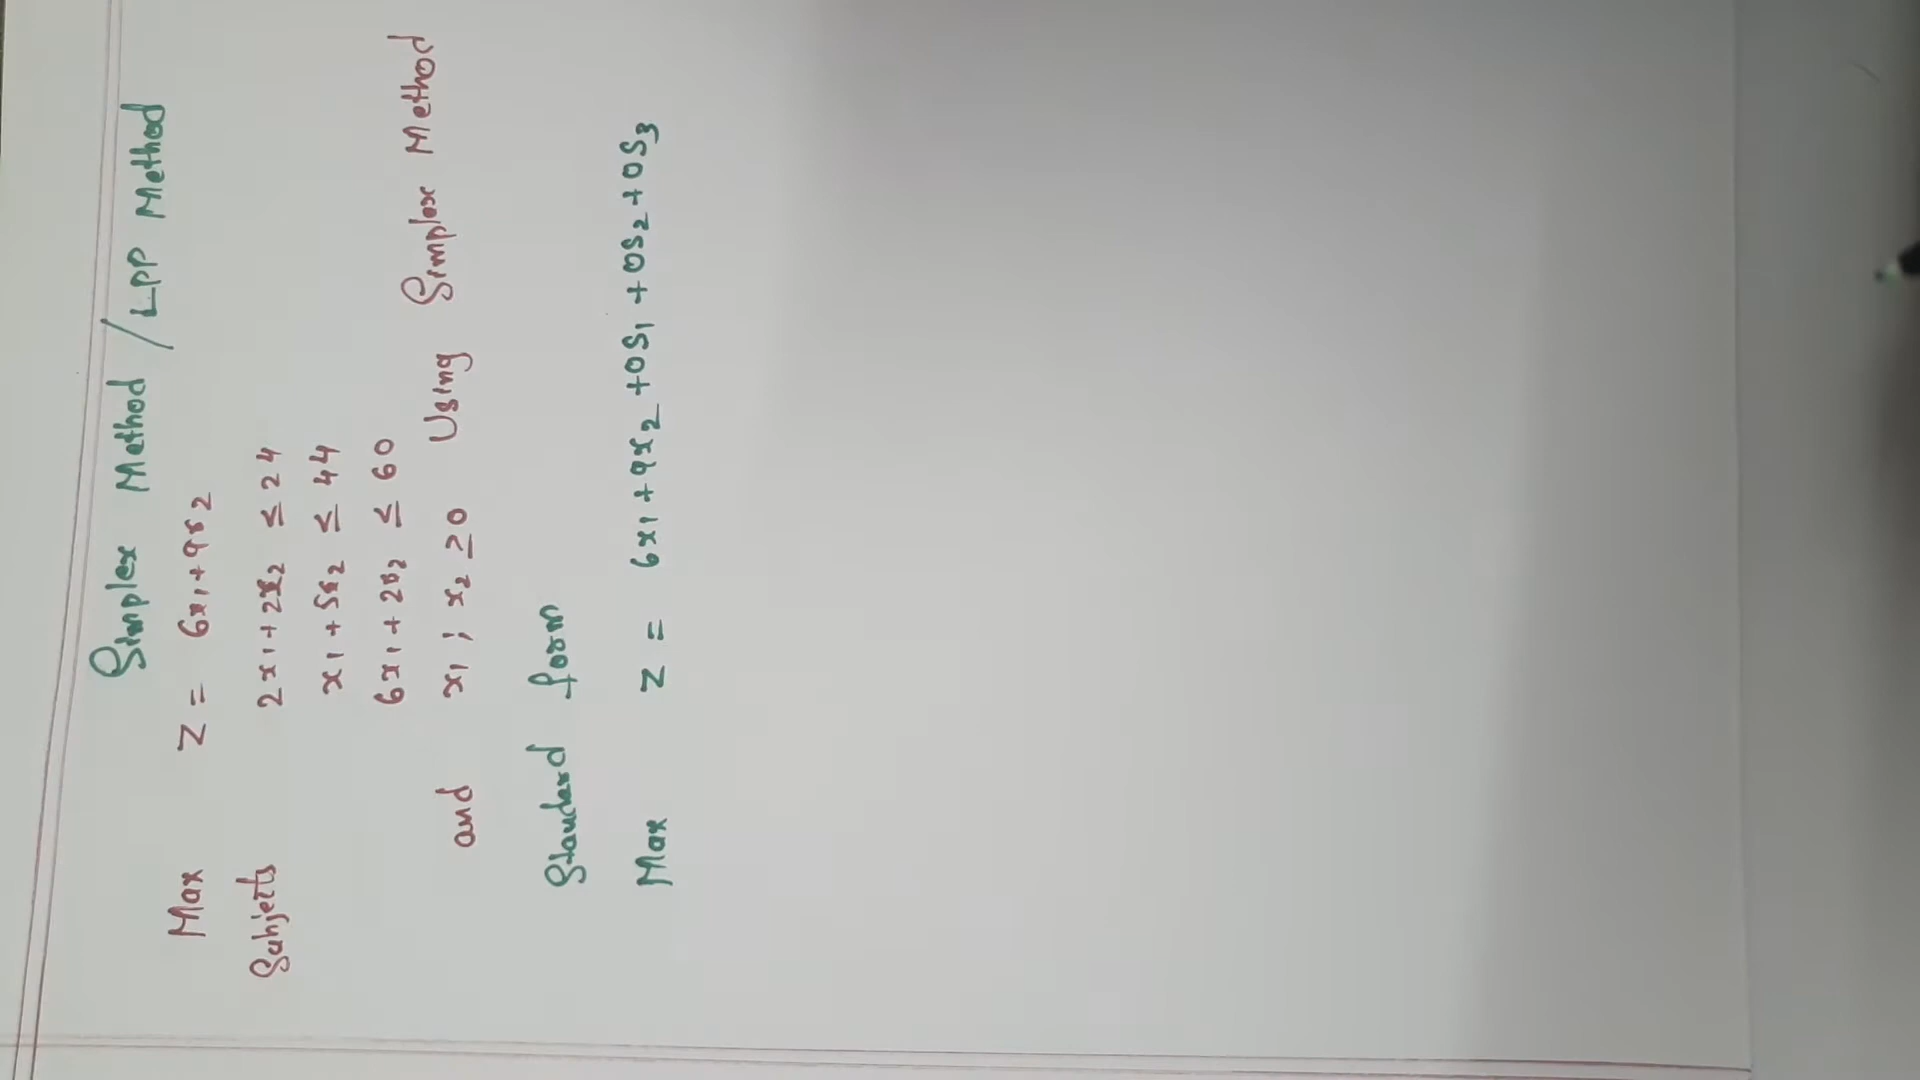 Simplex Method / LPP Method
Max Z = 6x₁ + 9x₂
Subjects 2x₁ + 2x₂ ≤ 24
x₁ + 5x₂ ≤ 44
6x₁ + 2x₂ ≤ 60
and x₁ ; x₂ ≥0 Using Simplex Method
Standard form
Max Z = 6x₁ + 9x₂ + 0S₁ + 0S₂ + 0S₃